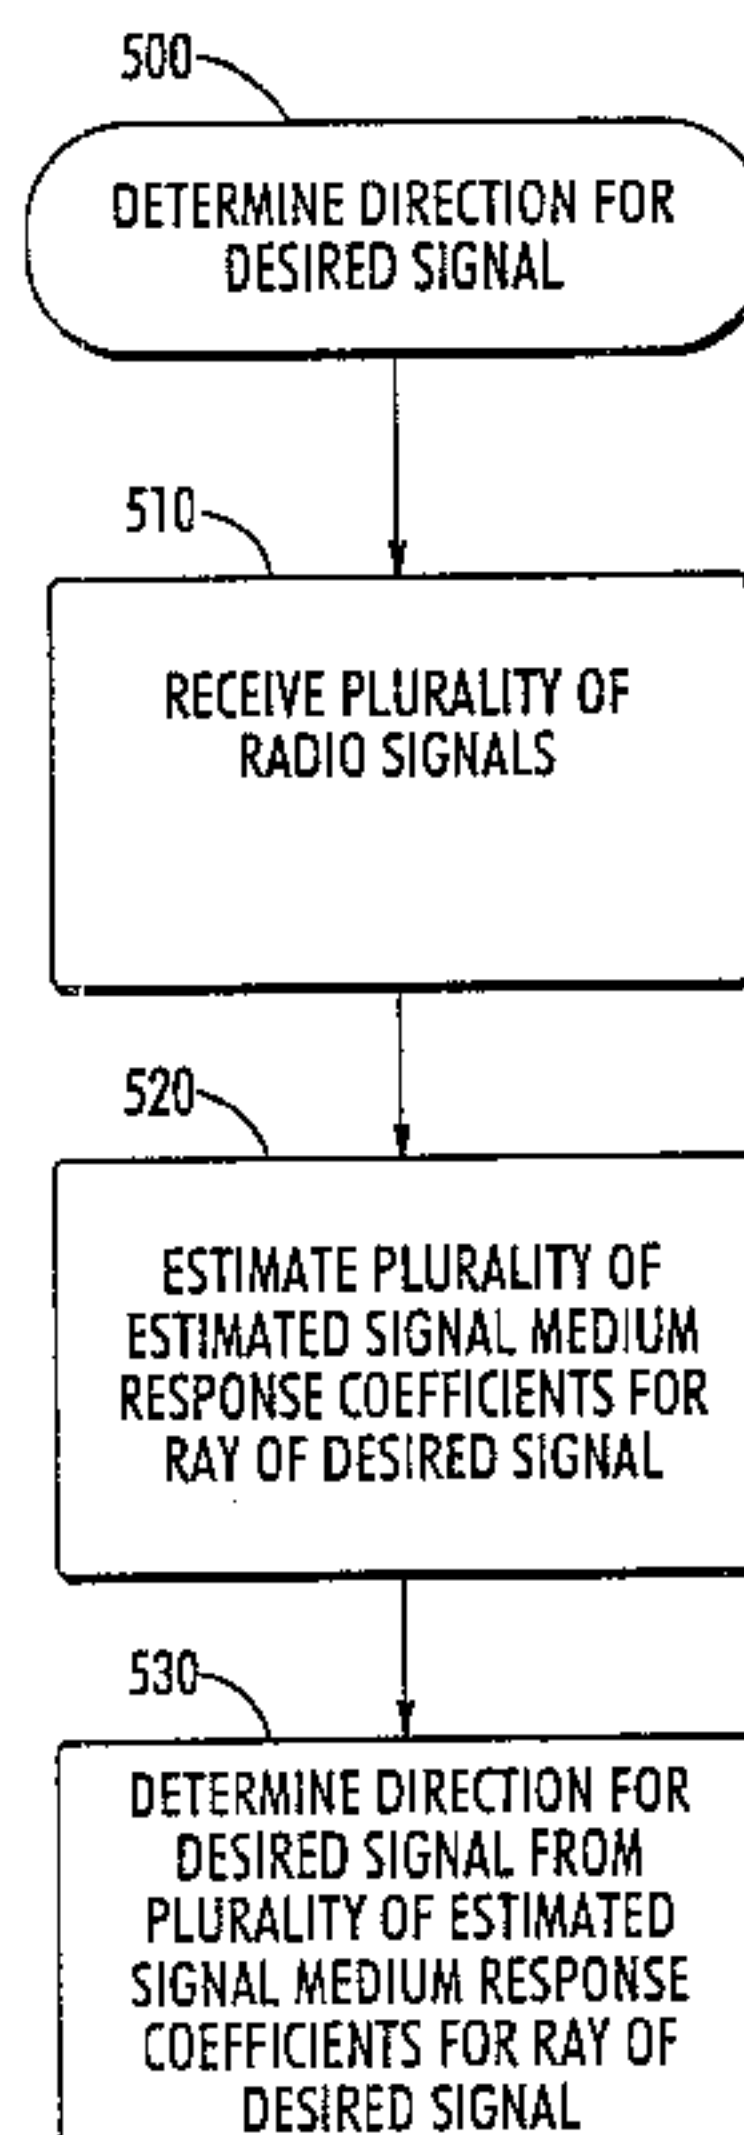 500
DETERMINE DIRECTION FOR
DESIRED SIGNAL
510
RECEIVE PLURALITY OF
RADIO SIGNALS
520
ESTIMATE PLURALITY OF
ESTIMATED SIGNAL MEDIUM
RESPONSE COEFFICIENTS FOR
RAY OF DESIRED SIGNAL
530
DETERMINE DIRECTION FOR
DESIRED SIGNAL FROM
PLURALITY OF ESTIMATED
SIGNAL MEDIUM RESPONSE
COEFFICIENTS FOR RAY OF
DESIRED SIGNAL